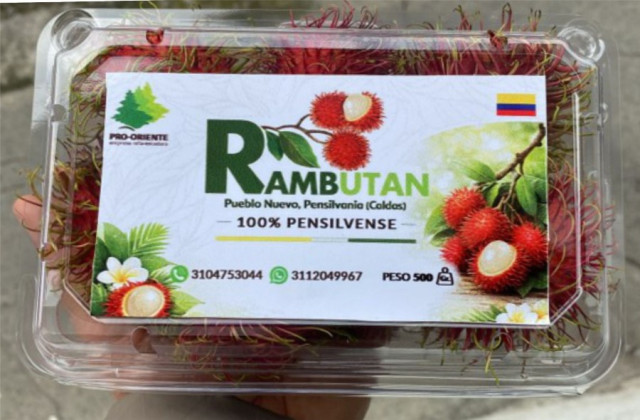 PRO-ORIENTE
RAMBUTAN
Pueblo Nuevo, Pensilvania (Caldas)
100% PENSILVENSE
3104753044 3112049967 PESO 500